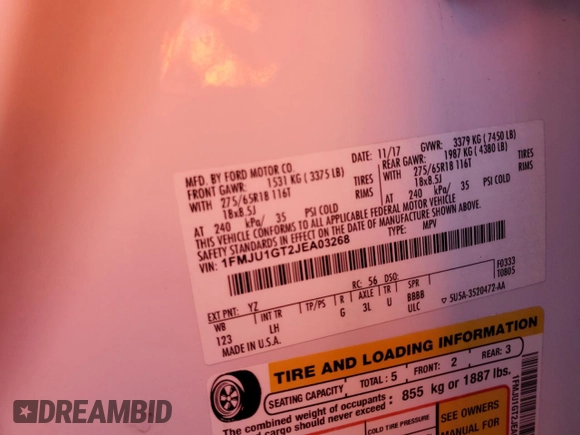 MFD. BY FORD MOTOR CO.
DATE: 11/17 GVWR: 3379 KG ( 7450 LB)
FRONT GAWR: 1531 KG ( 3375 LB) REAR GAWR: 1987 KG ( 4380 LB)
WITH 275/65R18 116T TIRES WITH 275/65R18 116T TIRES
18x8.5J RIMS 18x8.5J RIMS
AT 240 kPa/ 35 PSI COLD AT 240 kPa/ 35 PSI COLD
THIS VEHICLE CONFORMS TO ALL APPLICABLE FEDERAL MOTOR VEHICLE
SAFETY STANDARDS IN EFFECT ON THE DATE OF MANUFACTURE SHOWN ABOVE.
VIN: 1FMJU1GT2JEA03268 TYPE: MPV
F0333
T0805
EXT PNT: YZ RC: 56 DSO:
WB INT TR TP/PS R AXLE TR SPR
123 LH G 3L U BBBB
MADE IN U.S.A. ULC
5U5A-3520472-AA
TIRE AND LOADING INFORMATION
SEATING CAPACITY TOTAL : 5 FRONT: 2 REAR: 3
The combined weight of occupants
and cargo should never exceed : 855 kg or 1887 lbs.
COLD TIRE PRESSURE SEE OWNERS
MANUAL FOR
DREAMBID